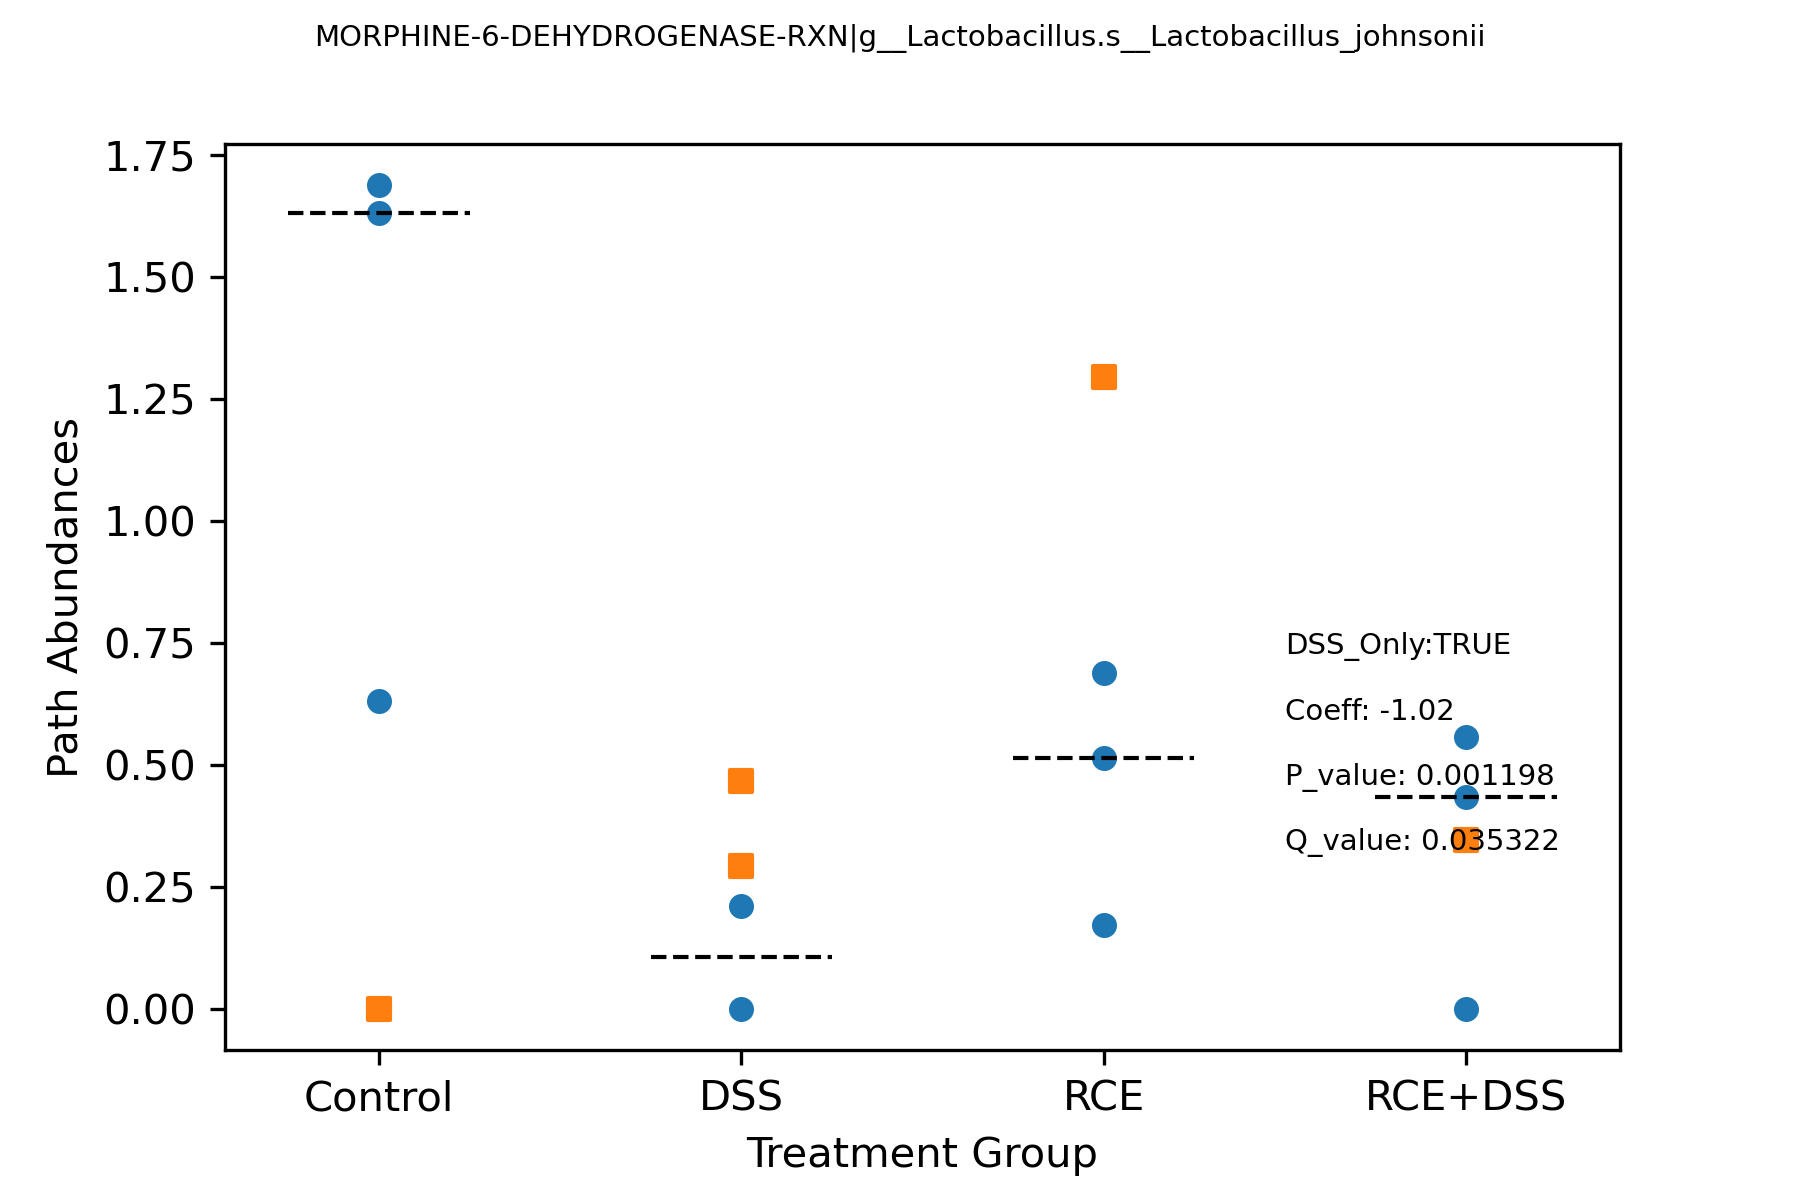 MORPHINE-6-DEHYDROGENASE-RXN|g__Lactobacillus.s__Lactobacillus_johnsonii
1.75
1.50
1.25
1.00
0.75
0.50
0.25
0.00
Path Abundances
DSS_Only:TRUE
Coeff: -1.02
P_value: 0.001198
Q_value: 0.035322
Control DSS RCE RCE+DSS
Treatment Group